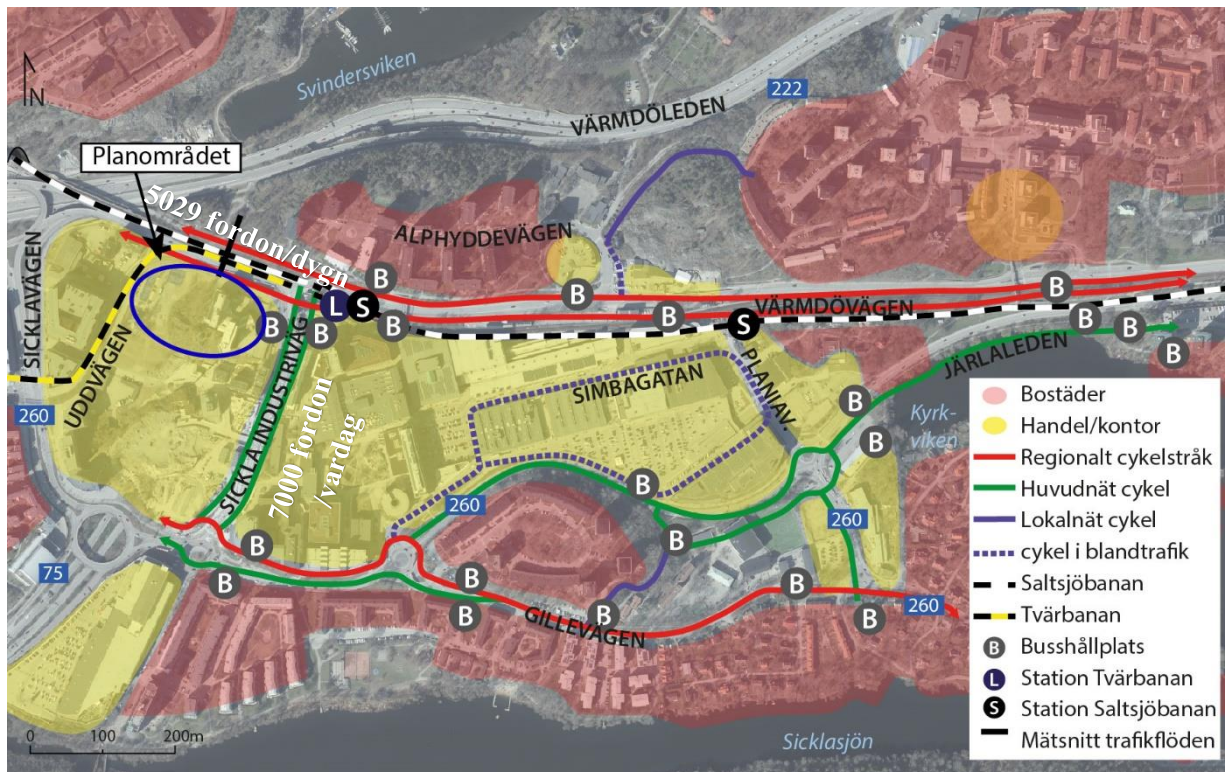 Svindersviken
222
VÄRMDÖLEDEN
N
Planområdet
5029 fordon/dygn
ALPHYDDEVÄGEN
B
B
B
L
S
B
B
B
B
B
B
B
S
VÄRMDÖVÄGEN
SICKLAVÄGEN
UDDVÄGEN
SICKLA INDUSTRIVÄG
7000 fordon
/vardag
SIMBAGATAN
PLANIAV.
JÄRLALEDEN
Kyrk-
viken
260
B
B
B
260
B
260
75
B
B
B
B
B
B
B
260
GILLEVÄGEN
Sicklasjön
0 100 200m
Bostäder
Handel/kontor
Regionalt cykelstråk
Huvudnät cykel
Lokalnät cykel
cykel i blandtrafik
Saltsjöbanan
Tvärbanan
B Busshållplats
L Station Tvärbanan
S Station Saltsjöbanan
Mätsnitt trafikflöden